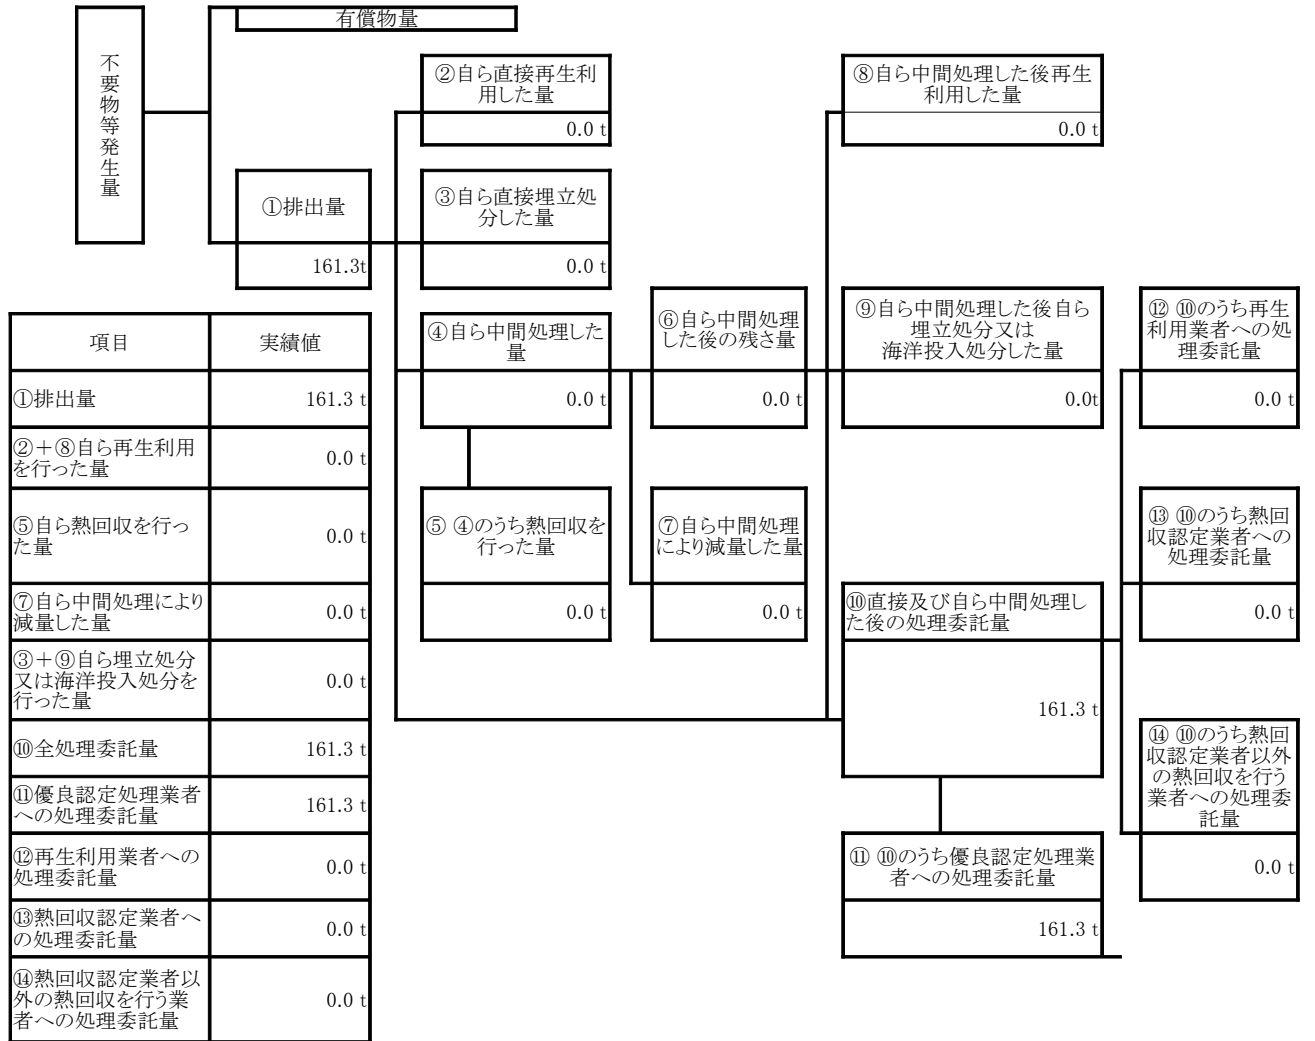 有償物量
不要物等発生量
②自ら直接再生利
用した量
0.0 t
⑧自ら中間処理した後再生
利用した量
0.0 t
①排出量
161.3t
③自ら直接埋立処
分した量
0.0 t
④自ら中間処理した
量
0.0 t
⑥自ら中間処理
した後の残さ量
0.0 t
⑨自ら中間処理した後自ら
埋立処分又は
海洋投入処分した量
0.0t
⑫ ⑩のうち再生
利用業者への処
理委託量
0.0 t
⑤ ④のうち熱回収を
行った量
0.0 t
⑦自ら中間処理
により減量した量
0.0 t
⑬ ⑩のうち熱回
収認定業者への
処理委託量
0.0 t
⑩直接及び自ら中間処理し
た後の処理委託量
161.3 t
⑭ ⑩のうち熱回
収認定業者以外
の熱回収を行う
業者への処理委
託量
0.0 t
⑪ ⑩のうち優良認定処理業
者への処理委託量
161.3 t
項目 実績値
①排出量 161.3 t
②＋⑧自ら再生利用
を行った量
0.0 t
⑤自ら熱回収を行っ
た量
0.0 t
⑦自ら中間処理により
減量した量
0.0 t
③＋⑨自ら埋立処分
又は海洋投入処分を
行った量
0.0 t
⑩全処理委託量 161.3 t
⑪優良認定処理業者
への処理委託量
161.3 t
⑫再生利用業者への
処理委託量
0.0 t
⑬熱回収認定業者へ
の処理委託量
0.0 t
⑭熱回収認定業者以
外の熱回収を行う業
者への処理委託量
0.0 t